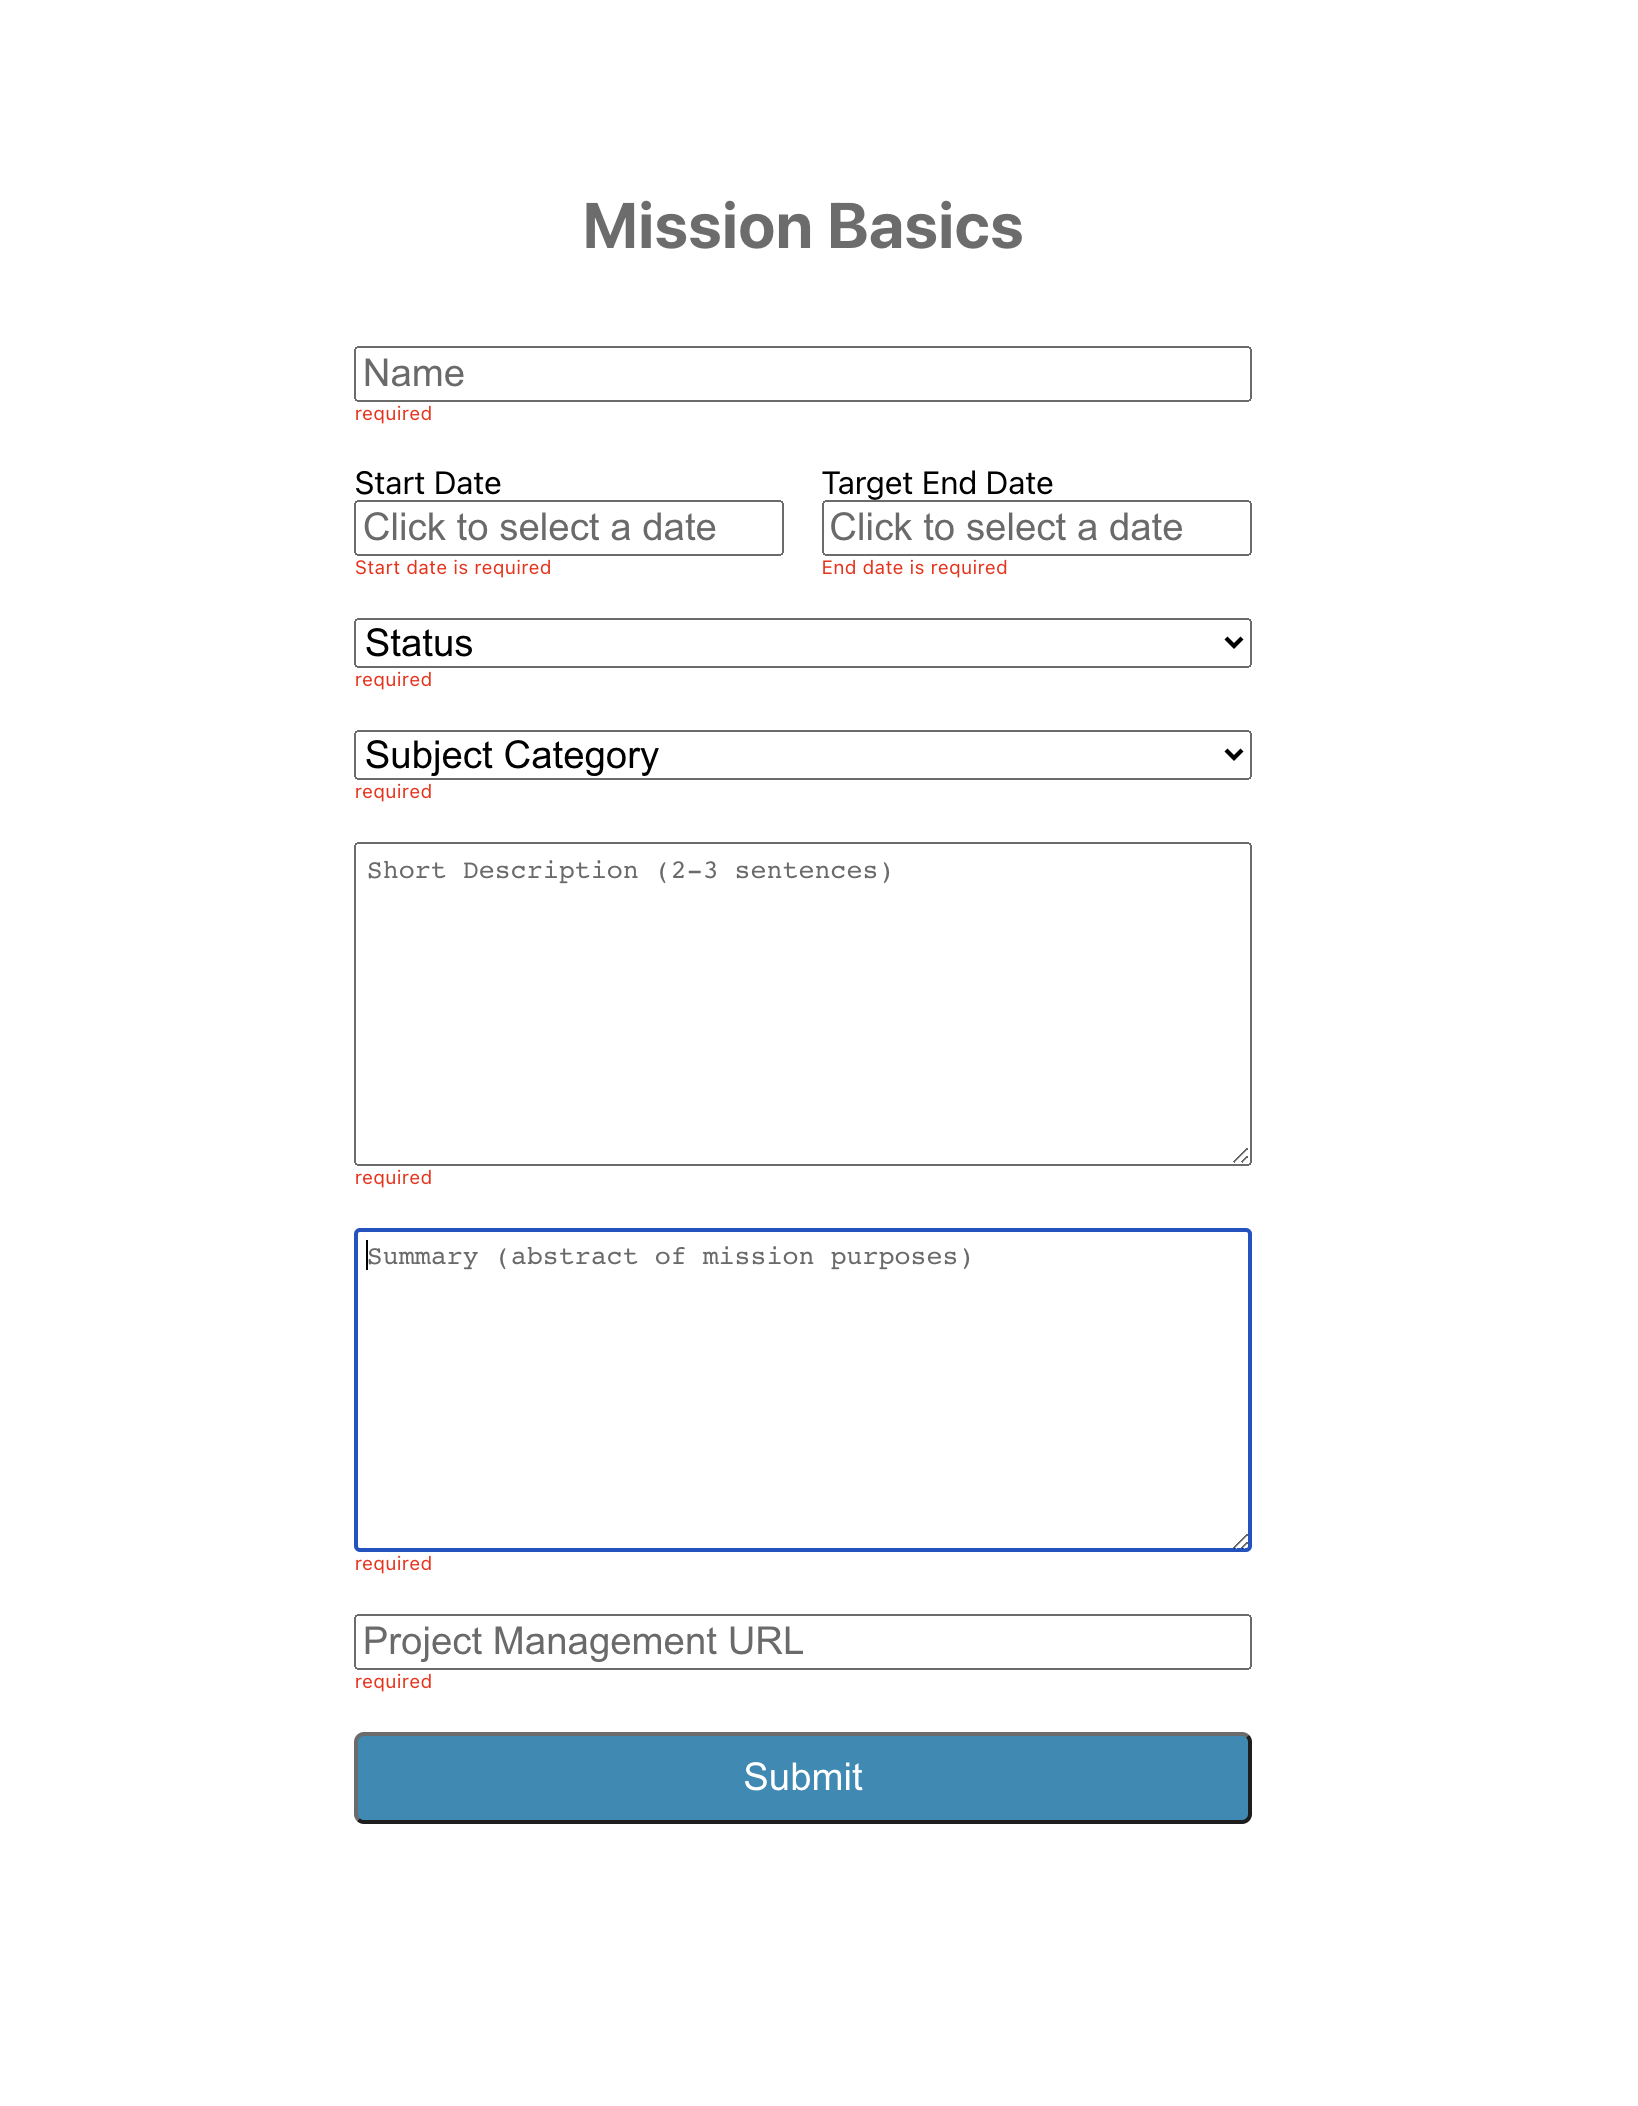 Mission Basics
Name
required
Start Date
Target End Date
Click to select a date
Click to select a date
Start date is required
End date is required
Status
required
Subject Category
required
Short Description (2-3 sentences)
required
Summary (abstract of mission purposes)
required
Project Management URL
required
Submit